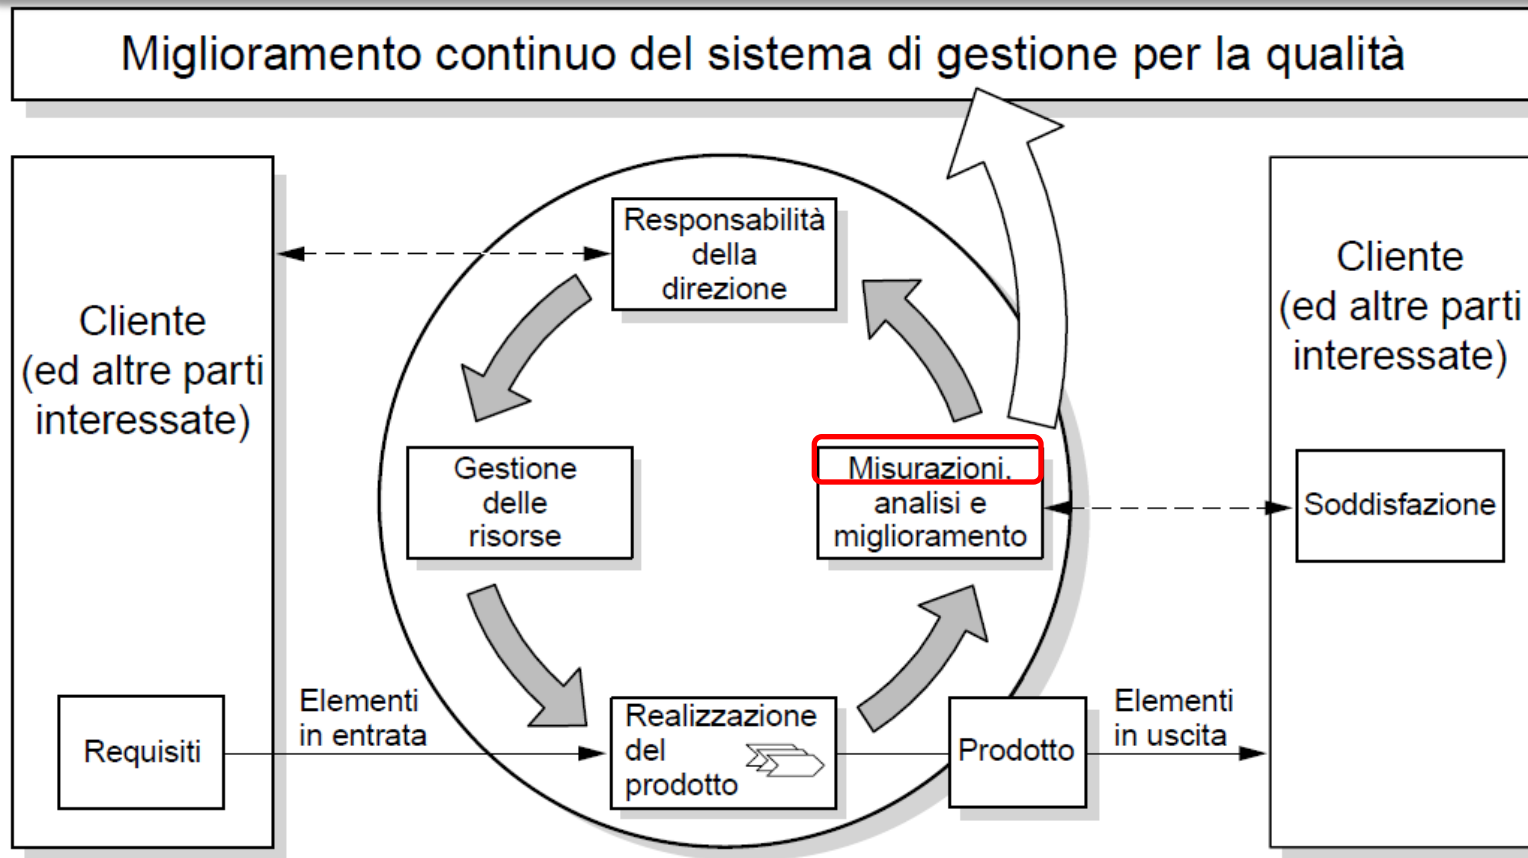 Miglioramento continuo del sistema di gestione per la qualità
Cliente
(ed altre parti
interessate)
Requisiti
Elementi
in entrata
Responsabilità
della
direzione
Gestione
delle
risorse
Misurazioni,
analisi e
miglioramento
Realizzazione
del
prodotto
Prodotto
Elementi
in uscita
Cliente
(ed altre parti
interessate)
Soddisfazione